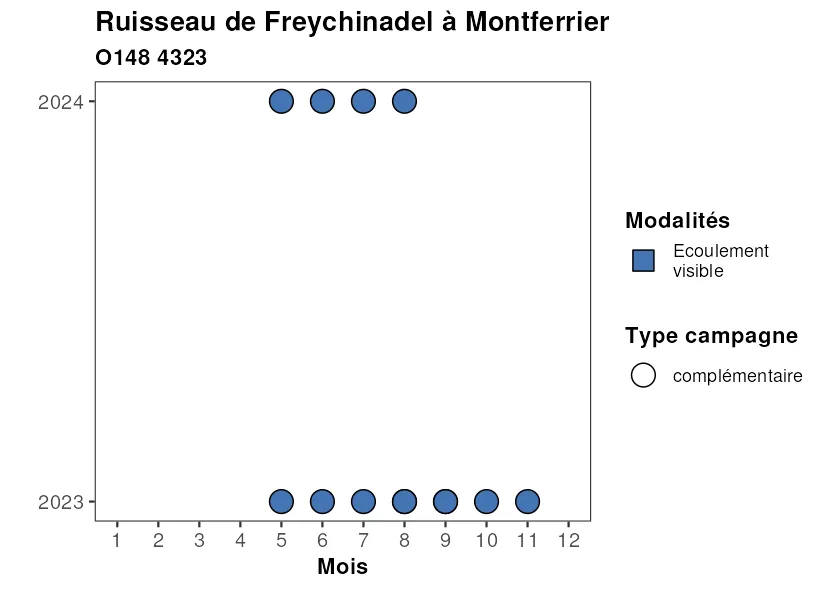 Ruisseau de Freychinadel à Montferrier
O148 4323
2024
2023
1 2 3 4 5 6 7 8 9 10 11 12
Mois
Modalités
Ecoulement
visible
Type campagne
complémentaire